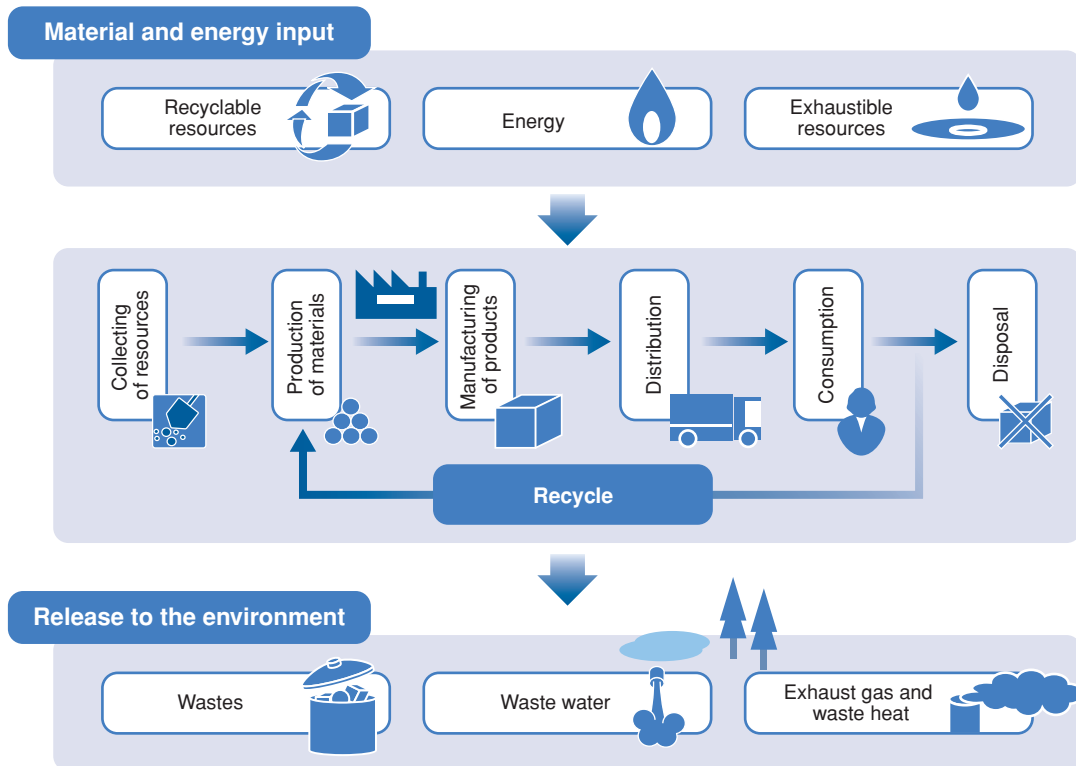 Material and energy input
Recyclable
resources
Energy
Exhaustible
resources
Collecting
of resources
Production
of materials
Manufacturing
of products
Distribution
Consumption
Disposal
Recycle
Release to the environment
Wastes
Waste water
Exhaust gas and
waste heat